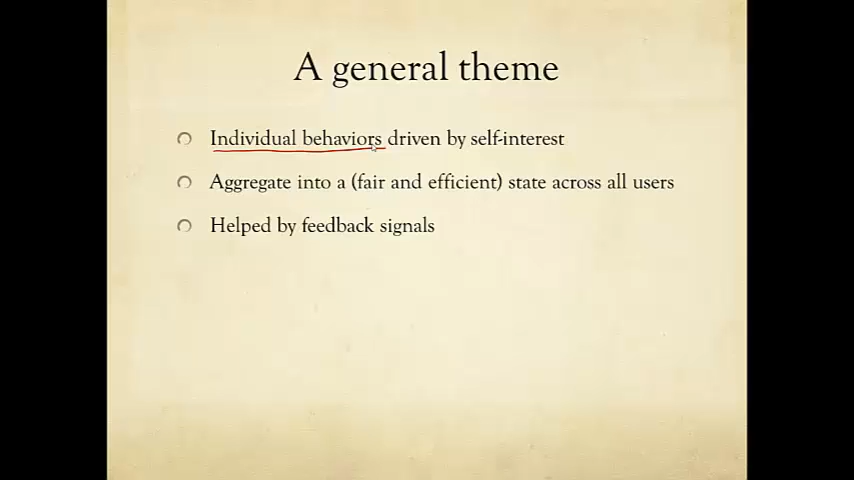 A general theme
Individual behaviors driven by self-interest
Aggregate into a (fair and efficient) state across all users
Helped by feedback signals